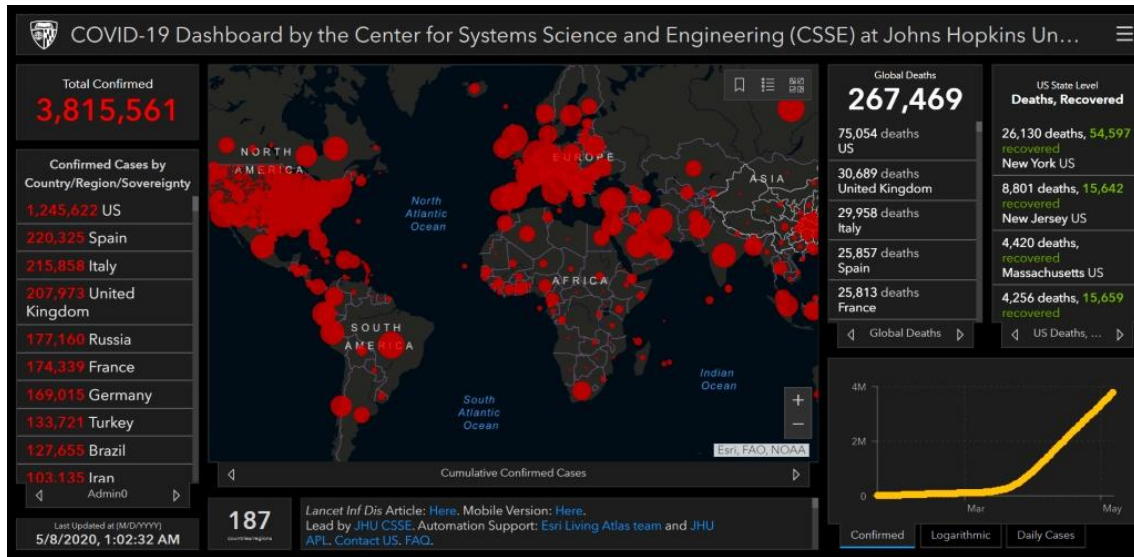 COVID-19 Dashboard by the Center for Systems Science and Engineering (CSSE) at Johns Hopkins Un...
Total Confirmed
3,815,561
Confirmed Cases by
Country/Region/Sovereignty
1,245,622 US
220,325 Spain
215,858 Italy
207,973 United
Kingdom
177,160 Russia
174,339 France
169,015 Germany
133,721 Turkey
127,655 Brazil
103,135 Iran
Admin0
Last Updated at (M/D/YYYY)
5/8/2020, 1:02:32 AM
NORTH
AMERICA
North
Atlantic
Ocean
EUROPE
ASIA
AFRICA
SOUTH
AMERICA
South
Atlantic
Ocean
Indian
Ocean
+
−
Esri, FAO, NOAA
Cumulative Confirmed Cases
187
countries/regions
Lancet Inf Dis Article: Here. Mobile Version: Here.
Lead by JHU CSSE. Automation Support: Esri Living Atlas team and JHU
APL. Contact US. FAQ.
Global Deaths
267,469
75,054 deaths
US
30,689 deaths
United Kingdom
29,958 deaths
Italy
25,857 deaths
Spain
25,813 deaths
France
Global Deaths
US State Level
Deaths, Recovered
26,130 deaths, 54,597
recovered
New York US
8,801 deaths, 15,642
recovered
New Jersey US
4,420 deaths,
recovered
Massachusetts US
4,256 deaths, 15,659
recovered
US Deaths, ...
4M
2M
0
Mar
May
Confirmed
Logarithmic
Daily Cases